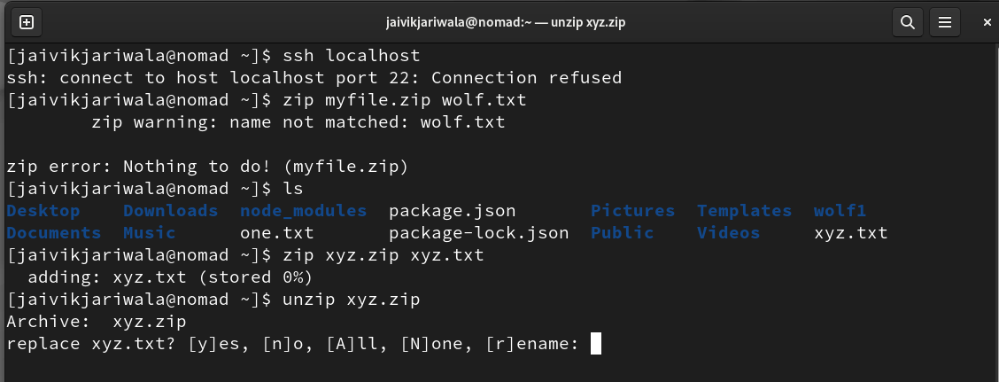 jaivikjariwala@nomad:~ — unzip xyz.zip
[jaivikjariwala@nomad ~]$ ssh localhost
ssh: connect to host localhost port 22: Connection refused
[jaivikjariwala@nomad ~]$ zip myfile.zip wolf.txt
        zip warning: name not matched: wolf.txt

zip error: Nothing to do! (myfile.zip)
[jaivikjariwala@nomad ~]$ ls
Desktop    Downloads  node_modules  package.json       Pictures  Templates  wolf1
Documents  Music      one.txt       package-lock.json  Public    Videos     xyz.txt
[jaivikjariwala@nomad ~]$ zip xyz.zip xyz.txt
  adding: xyz.txt (stored 0%)
[jaivikjariwala@nomad ~]$ unzip xyz.zip
Archive:  xyz.zip
replace xyz.txt? [y]es, [n]o, [A]ll, [N]one, [r]ename: